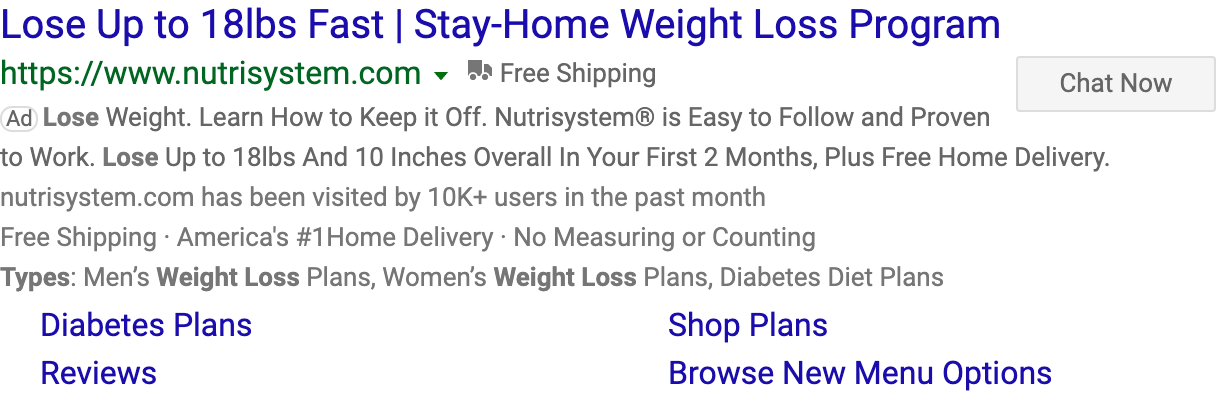 Lose Up to 18lbs Fast | Stay-Home Weight Loss Program
https://www.nutrisystem.com Free Shipping
Chat Now
Ad Lose Weight. Learn How to Keep it Off. Nutrisystem® is Easy to Follow and Proven
to Work. Lose Up to 18lbs And 10 Inches Overall In Your First 2 Months, Plus Free Home Delivery.
nutrisystem.com has been visited by 10K+ users in the past month
Free Shipping · America's #1Home Delivery · No Measuring or Counting
Types: Men’s Weight Loss Plans, Women’s Weight Loss Plans, Diabetes Diet Plans
Diabetes Plans
Shop Plans
Reviews
Browse New Menu Options